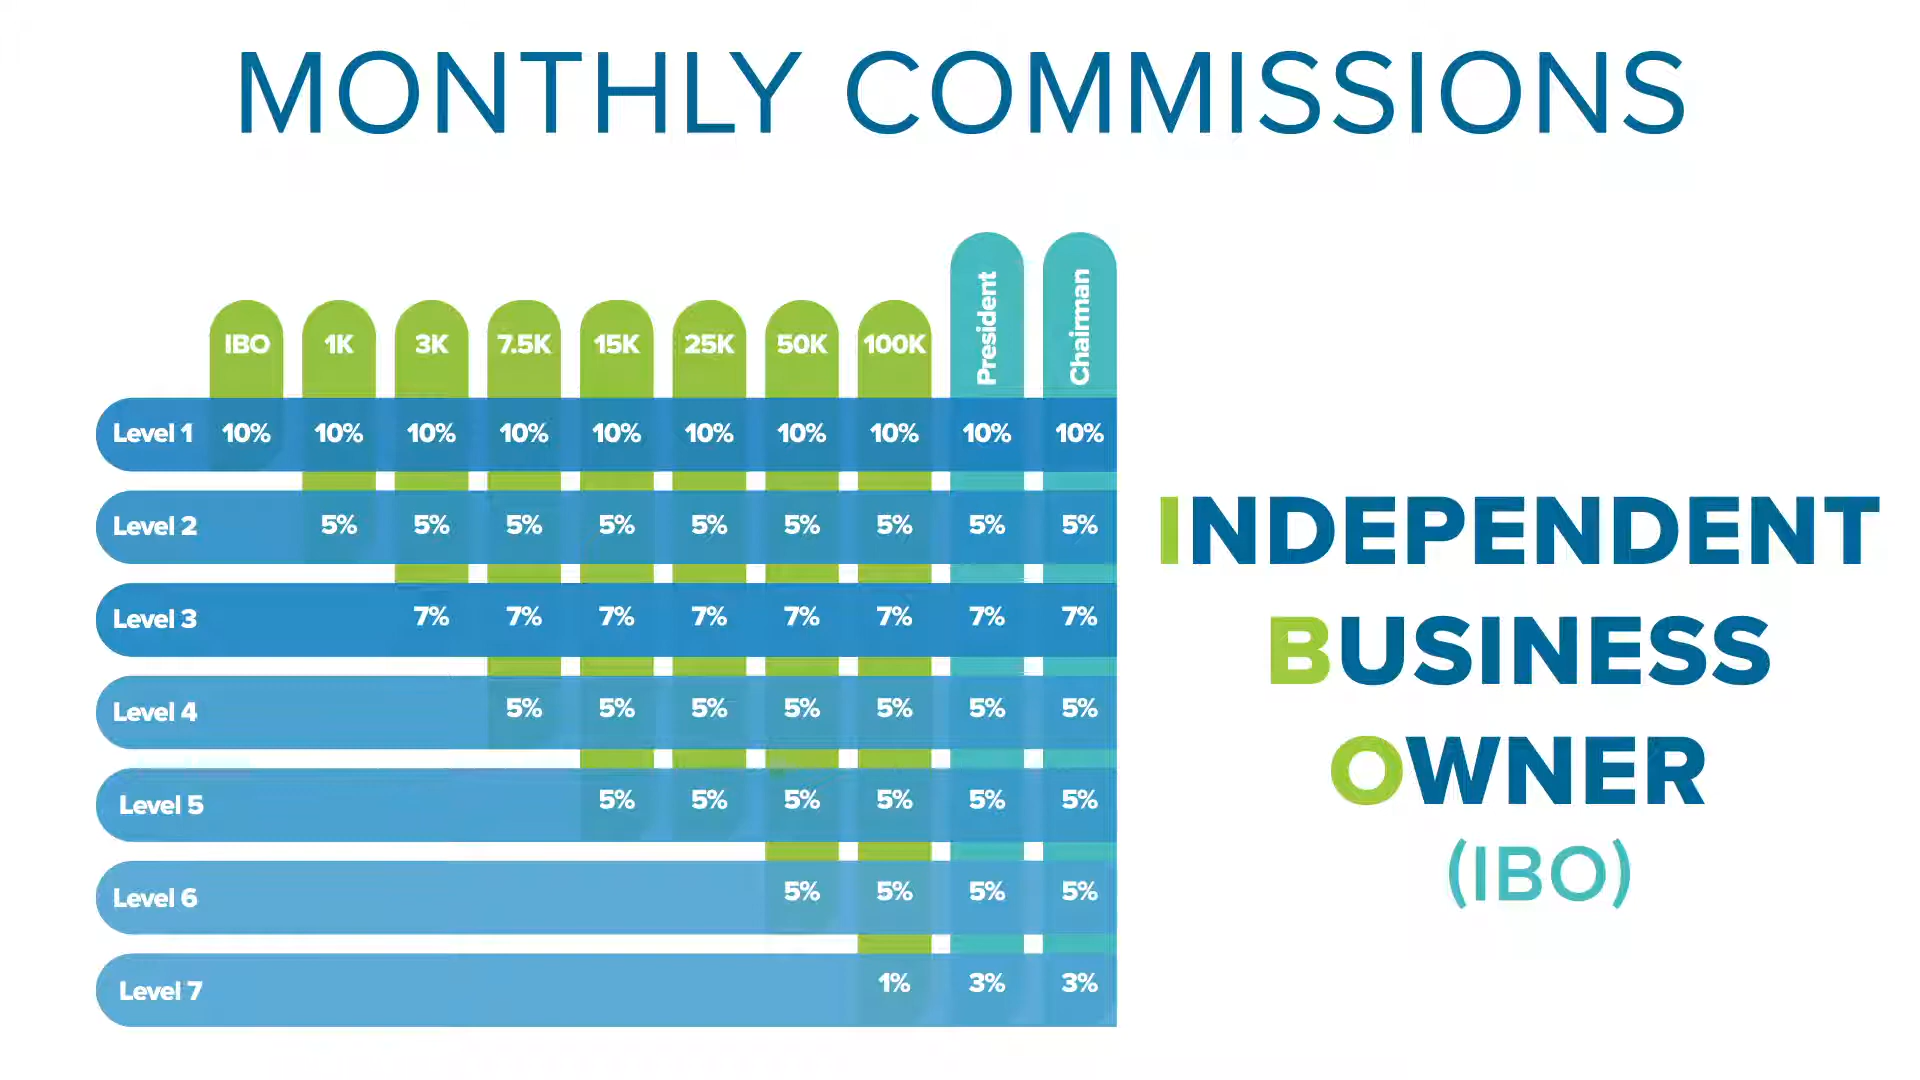 MONTHLY COMMISSIONS
IBO 1K 3K 7.5K 15K 25K 50K 100K President Chairman
Level 1 10% 10% 10% 10% 10% 10% 10% 10% 10% 10%
Level 2 5% 5% 5% 5% 5% 5% 5% 5% 5%
Level 3 7% 7% 7% 7% 7% 7% 7% 7%
Level 4 5% 5% 5% 5% 5% 5% 5%
Level 5 5% 5% 5% 5% 5% 5%
Level 6 5% 5% 5% 5%
Level 7 1% 3% 3%
INDEPENDENT
BUSINESS
OWNER
(IBO)